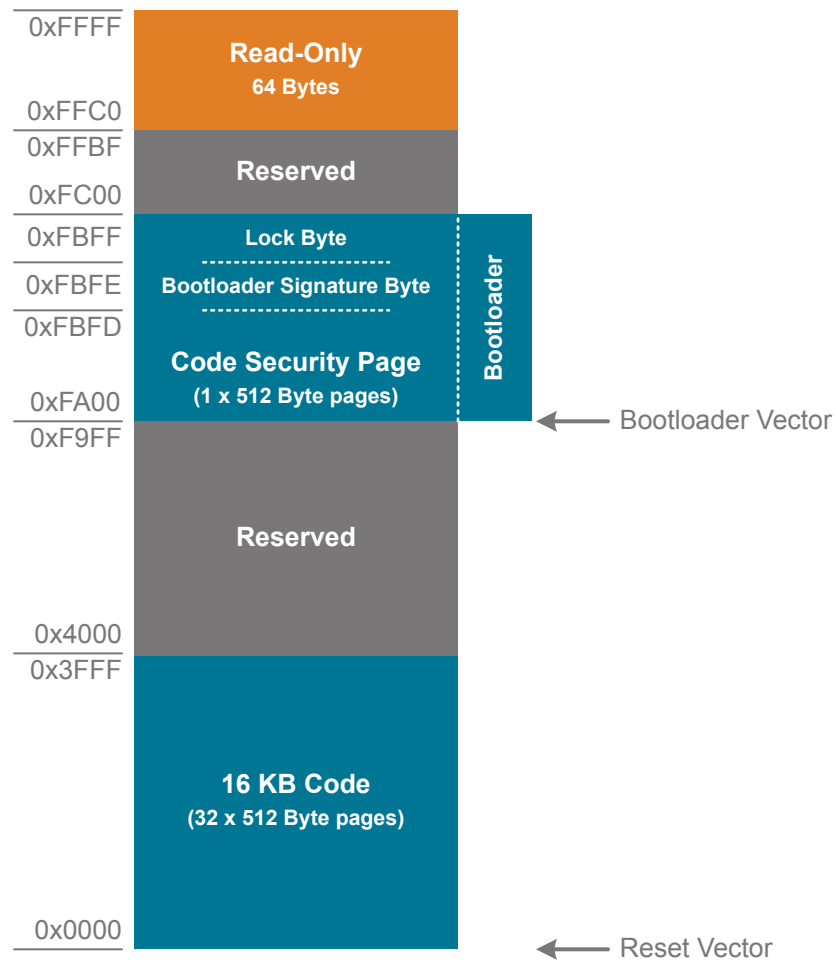 0xFFFF
Read-Only
64 Bytes
0xFFC0
0xFFBF
Reserved
0xFC00
0xFBFF
Lock Byte
0xFBFE
Bootloader Signature Byte
0xFBFD
Code Security Page
(1 x 512 Byte pages)
Bootloader
0xFA00
Bootloader Vector
0xF9FF
Reserved
0x4000
0x3FFF
16 KB Code
(32 x 512 Byte pages)
0x0000
Reset Vector